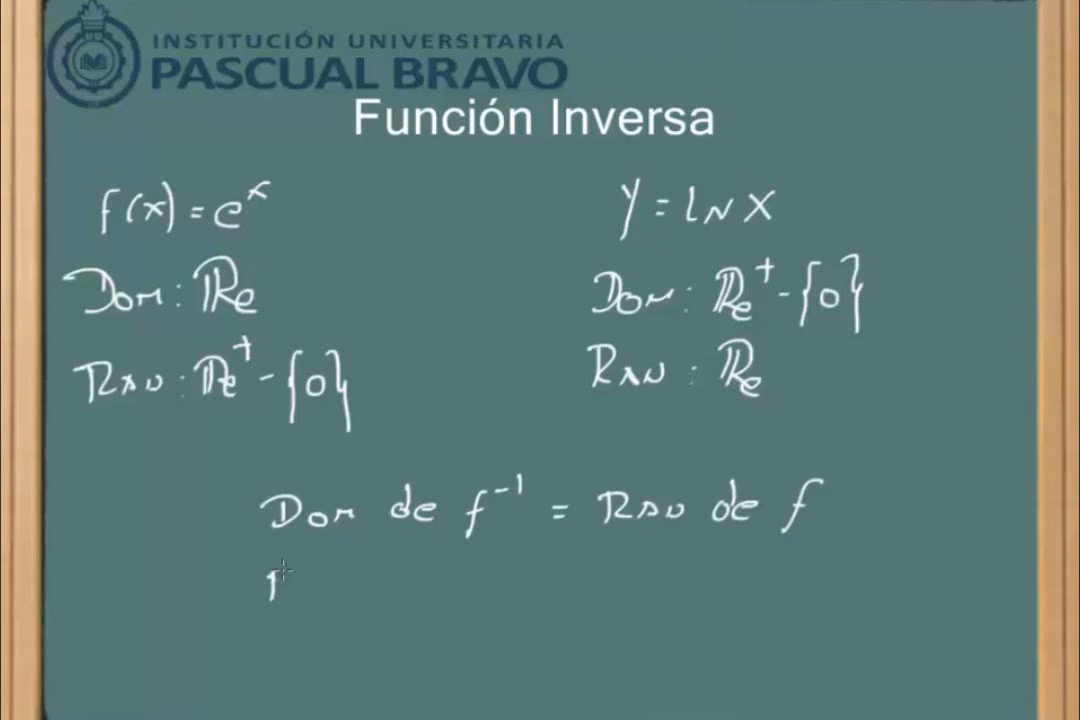 INSTITUCIÓN UNIVERSITARIA
PASCUAL BRAVO
Función Inversa
f(x) = e^x
y = LN X
Dom : Re
Dom : Re^+ - {0}
RAN : Re^+ - {0}
RAN : Re
Dom de f^-1 = RAN de f